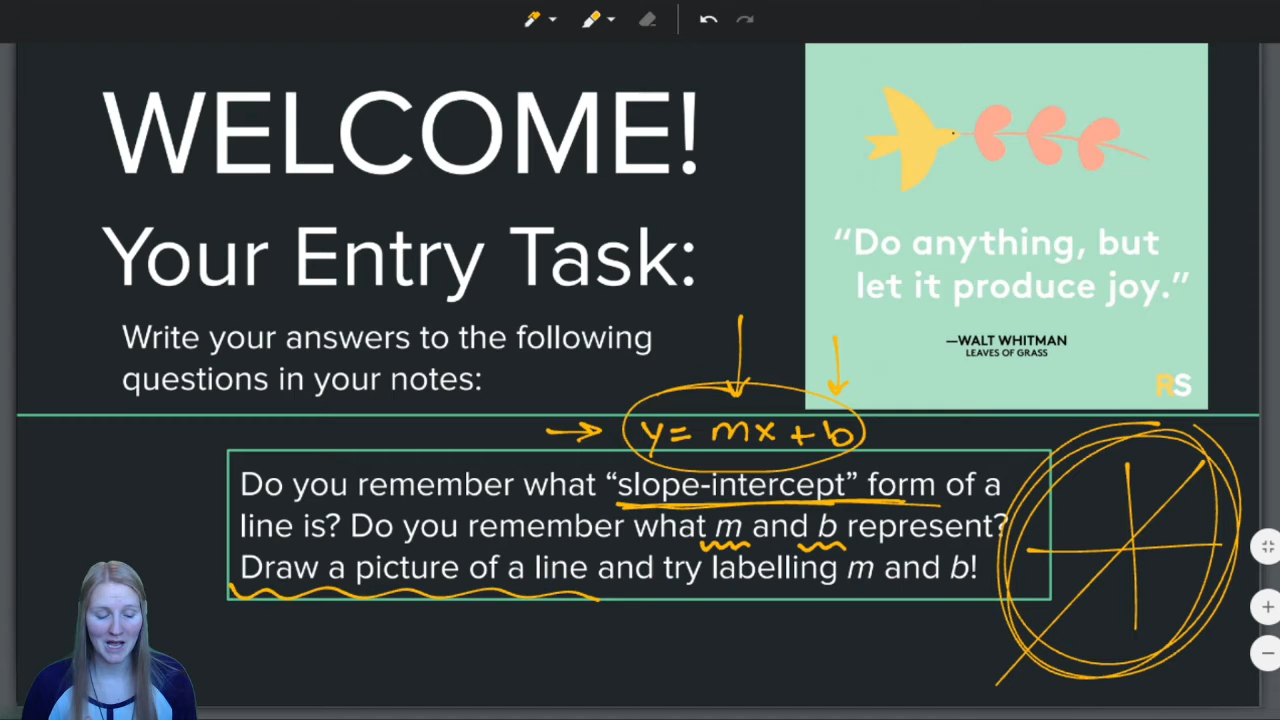 WELCOME!
Your Entry Task:
Write your answers to the following
questions in your notes:
“Do anything, but
let it produce joy.”
—WALT WHITMAN
LEAVES OF GRASS
RS
→ y = mx + b
Do you remember what “slope-intercept” form of a
line is? Do you remember what m and b represent?
Draw a picture of a line and try labelling m and b!